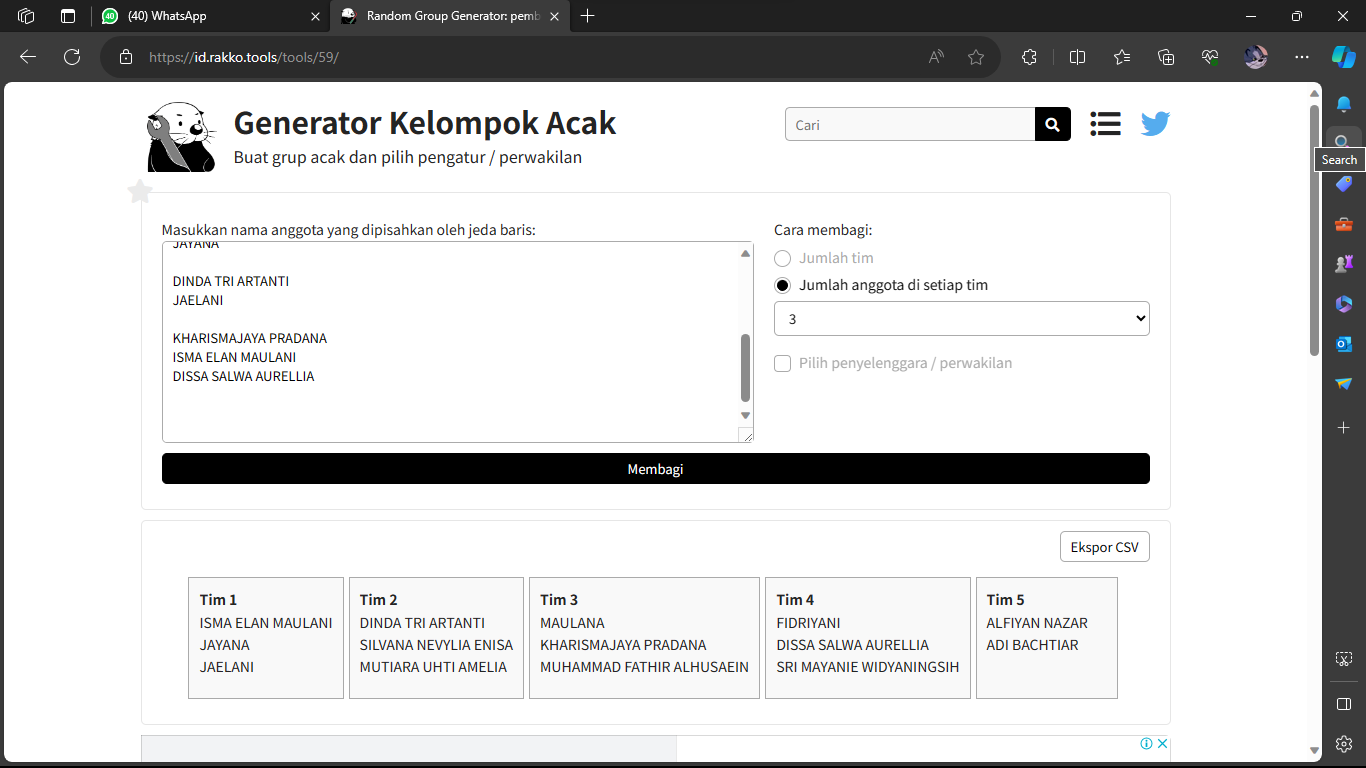 (40) WhatsApp
Random Group Generator: pemb
https://id.rakko.tools/tools/59/
Generator Kelompok Acak
Buat grup acak dan pilih pengatur / perwakilan
Cari
Search
Masukkan nama anggota yang dipisahkan oleh jeda baris:
JAYANA
DINDA TRI ARTANTI
JAELANI
KHARISMAJAYA PRADANA
ISMA ELAN MAULANI
DISSA SALWA AURELLIA
Cara membagi:
Jumlah tim
Jumlah anggota di setiap tim
3
Pilih penyelenggara / perwakilan
Membagi
Ekspor CSV
Tim 1
ISMA ELAN MAULANI
JAYANA
JAELANI
Tim 2
DINDA TRI ARTANTI
SILVANA NEVYLIA ENISA
MUTIARA UHTI AMELIA
Tim 3
MAULANA
KHARISMAJAYA PRADANA
MUHAMMAD FATHIR ALHUSAEIN
Tim 4
FIDRIYANI
DISSA SALWA AURELLIA
SRI MAYANIE WIDYANINGSIH
Tim 5
ALFIYAN NAZAR
ADI BACHTIAR